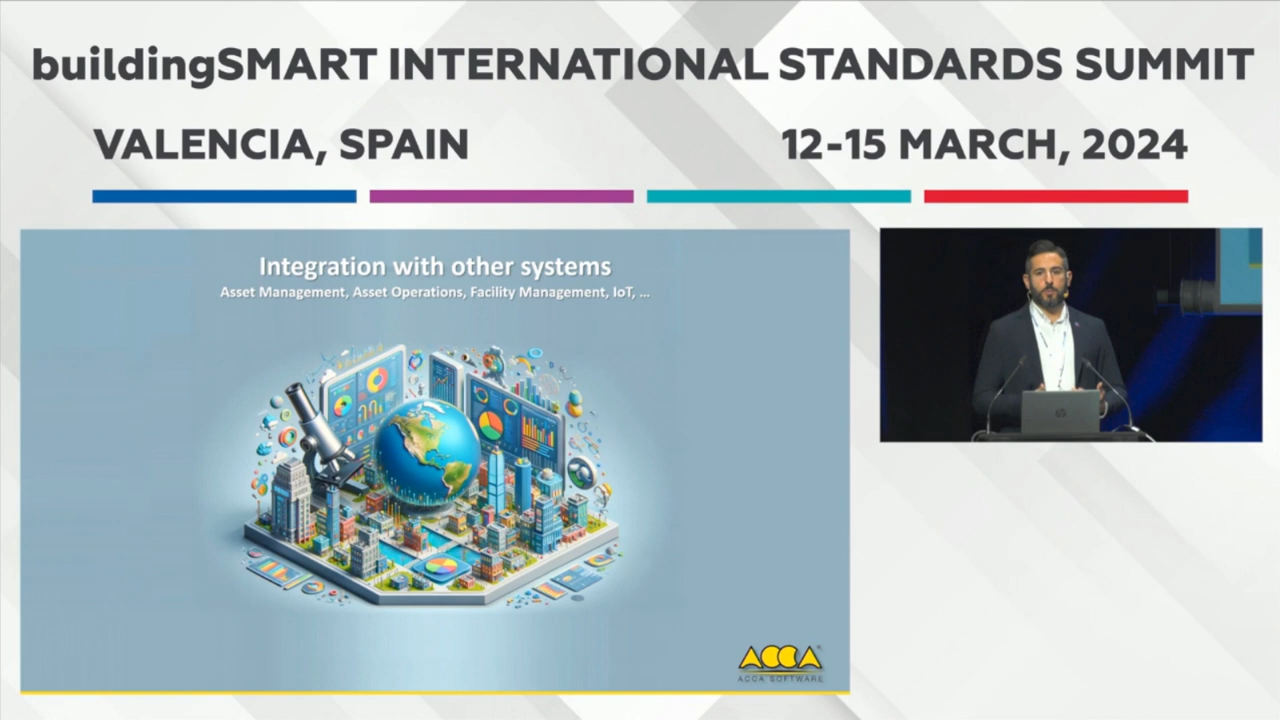 buildingSMART INTERNATIONAL STANDARDS SUMMIT
VALENCIA, SPAIN
12-15 MARCH, 2024
Integration with other systems
Asset Management, Asset Operations, Facility Management, IoT, ...
ACCA
ACCA SOFTWARE
hp